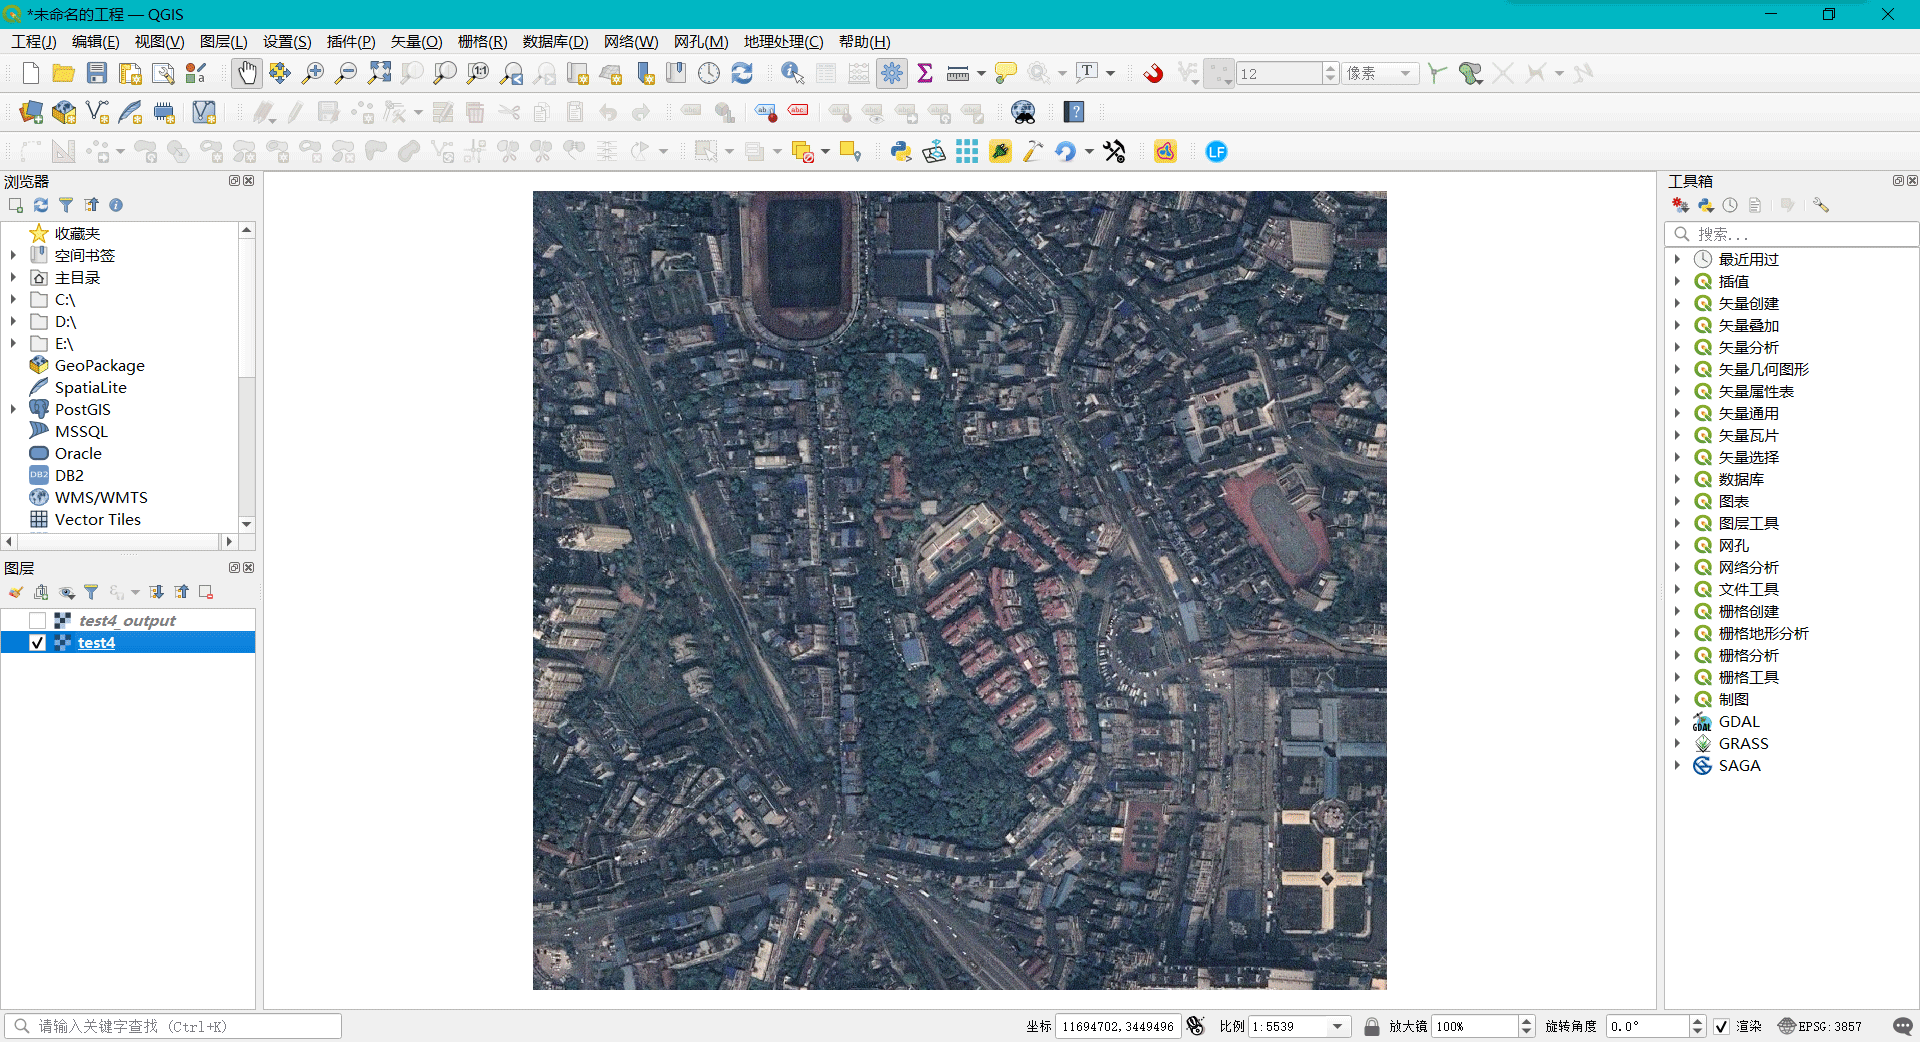 *未命名的工程 — QGIS
工程(J) 编辑(E) 视图(V) 图层(L) 设置(S) 插件(P) 矢量(O) 栅格(R) 数据库(D) 网络(W) 网孔(M) 地理处理(C) 帮助(H)
12 像素
浏览器
收藏夹
空间书签
主目录
C:\
D:\
E:\
GeoPackage
SpatiaLite
PostGIS
MSSQL
Oracle
DB2
WMS/WMTS
Vector Tiles
图层
test4_output
test4
工具箱
搜索...
最近用过
插值
矢量创建
矢量叠加
矢量分析
矢量几何图形
矢量属性表
矢量通用
矢量瓦片
矢量选择
数据库
图表
图层工具
网孔
网络分析
文件工具
栅格创建
栅格地形分析
栅格分析
栅格工具
制图
GDAL
GRASS
SAGA
请输入关键字查找 (Ctrl+K) 坐标 11694702,3449496 比例 1:5539 放大镜 100% 旋转角度 0.0° 渲染 EPSG:3857